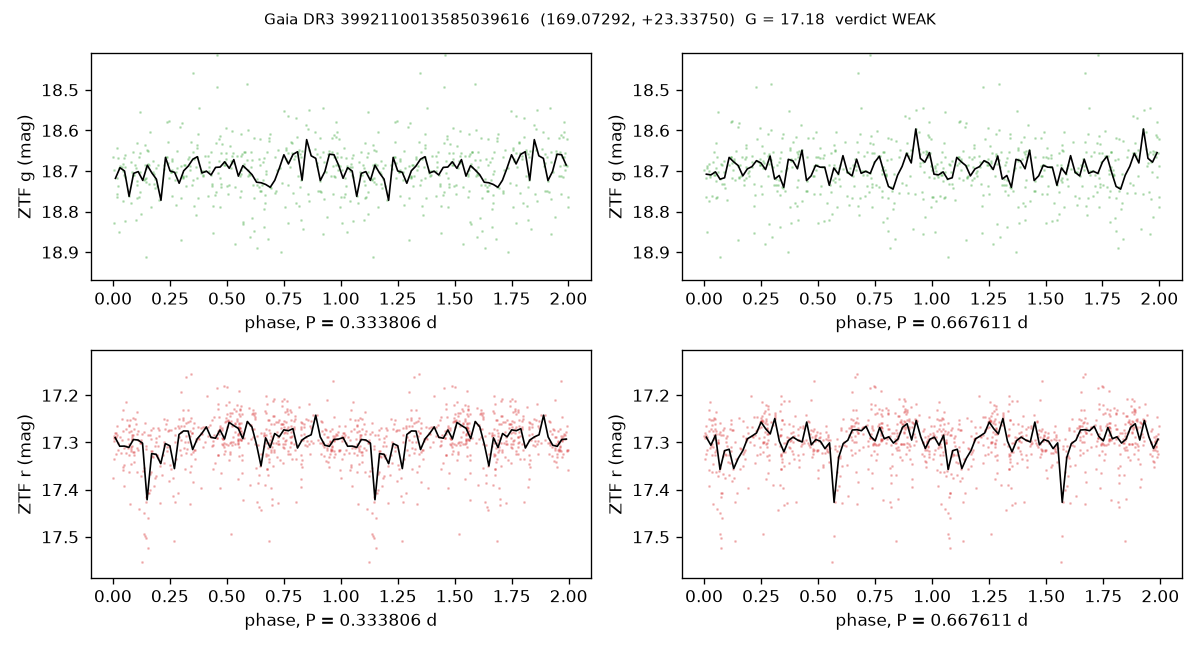 Gaia DR3 3992110013585039616 (169.07292, +23.33750) G = 17.18 verdict WEAK
ZTF g (mag)
18.5
18.6
18.7
18.8
18.9
0.00 0.25 0.50 0.75 1.00 1.25 1.50 1.75 2.00
phase, P = 0.333806 d
ZTF g (mag)
18.5
18.6
18.7
18.8
18.9
0.00 0.25 0.50 0.75 1.00 1.25 1.50 1.75 2.00
phase, P = 0.667611 d
ZTF r (mag)
17.2
17.3
17.4
17.5
0.00 0.25 0.50 0.75 1.00 1.25 1.50 1.75 2.00
phase, P = 0.333806 d
ZTF r (mag)
17.2
17.3
17.4
17.5
0.00 0.25 0.50 0.75 1.00 1.25 1.50 1.75 2.00
phase, P = 0.667611 d